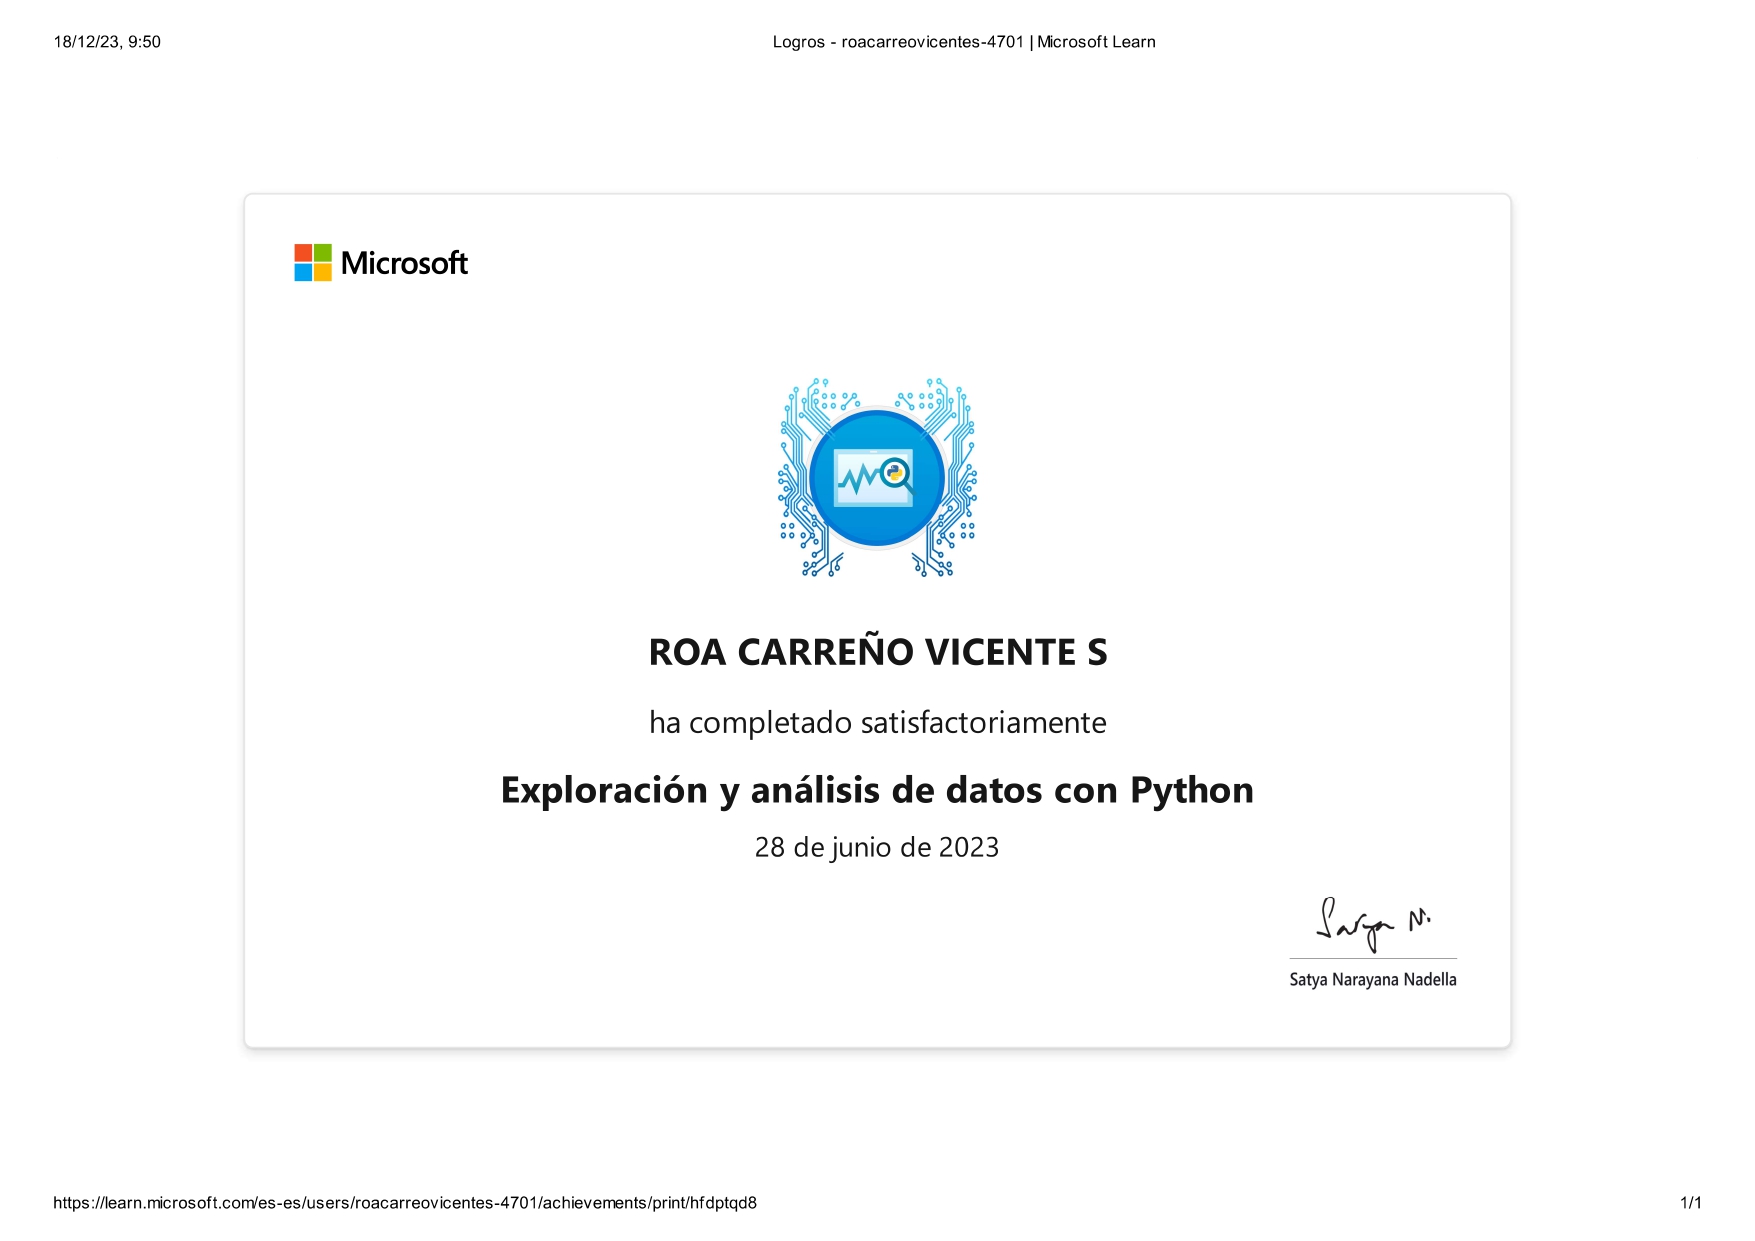 18/12/23, 9:50
Logros - roacarreovicentes-4701 | Microsoft Learn
Microsoft
ROA CARREÑO VICENTE S
ha completado satisfactoriamente
Exploración y análisis de datos con Python
28 de junio de 2023
Satya N.
Satya Narayana Nadella
https://learn.microsoft.com/es-es/users/roacarreovicentes-4701/achievements/print/hfdptqd8
1/1